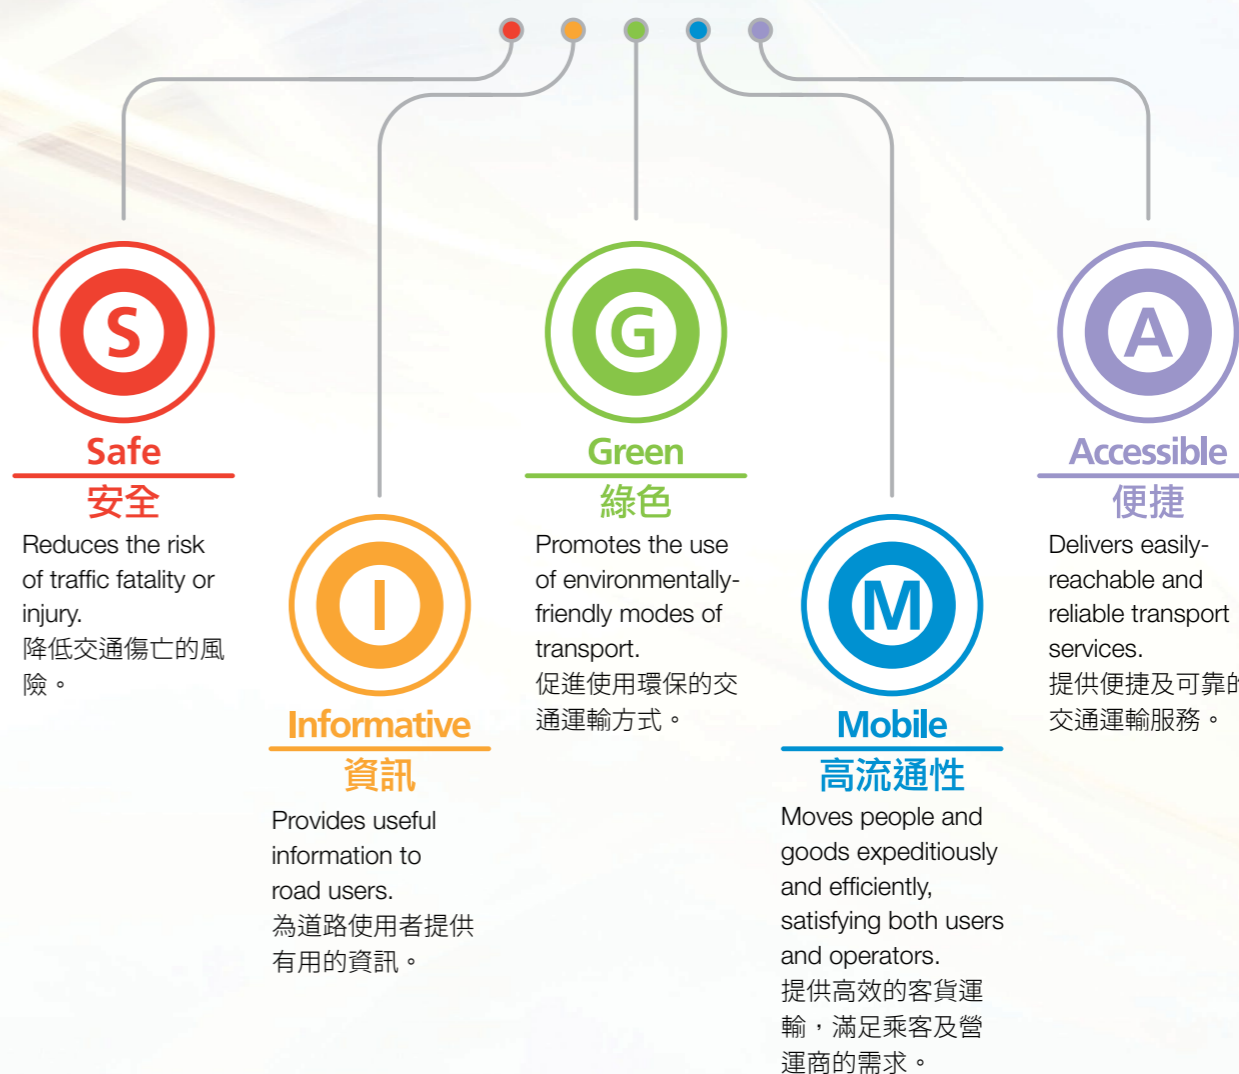 S
Safe
安全
Reduces the risk
of traffic fatality or
injury.
降低交通傷亡的風
險。
I
Informative
資訊
Provides useful
information to
road users.
為道路使用者提供
有用的資訊。
G
Green
綠色
Promotes the use
of environmentally-
friendly modes of
transport.
促進使用環保的交
通運輸方式。
M
Mobile
高流通性
Moves people and
goods expeditiously
and efficiently,
satisfying both users
and operators.
提供高效的客貨運
輸，滿足乘客及營
運商的需求。
A
Accessible
便捷
Delivers easily-
reachable and
reliable transport
services.
提供便捷及可靠的
交通運輸服務。